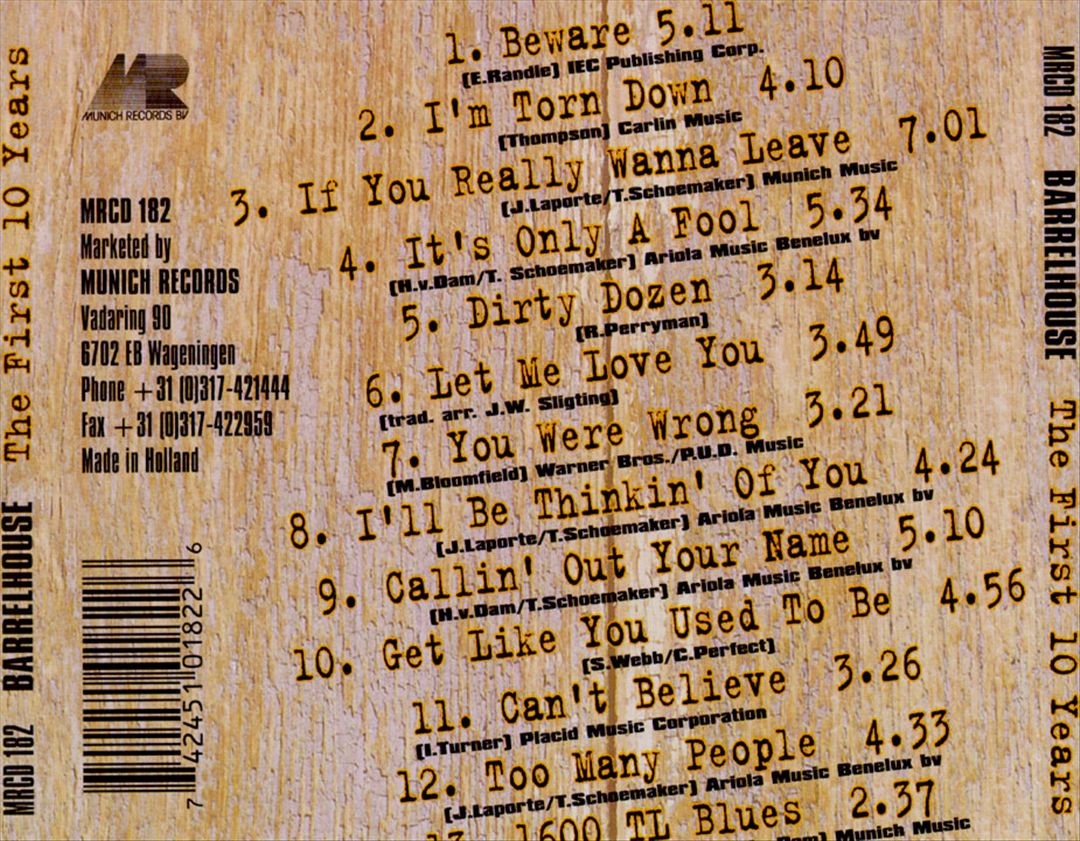 The First 10 Years
BARRELHOUSE
MRCD 182
MR
MUNICH RECORDS BV
MRCD 182
Marketed by
MUNICH RECORDS
Vadaring 90
6702 EB Wageningen
Phone +31 (0)317-421444
Fax +31 (0)317-422959
Made in Holland
7 42451 01822 6
1. Beware 5.11
(E.Randle) IEC Publishing Corp.
2. I'm Torn Down 4.10
(Thompson) Carlin Music
3. If You Really Wanna Leave 7.01
(J.Laporte/T.Schoemaker) Munich Music
4. It's Only A Fool 5.34
(H.v.Dam/T. Schoemaker) Ariola Music Benelux bv
5. Dirty Dozen 3.14
(R.Perryman)
6. Let Me Love You 3.49
(trad. arr. J.W. Sligting)
7. You Were Wrong 3.21
(M.Bloomfield) Warner Bros./P.U.D. Music
8. I'll Be Thinkin' Of You 4.24
(J.Laporte/T.Schoemaker) Ariola Music Benelux bv
9. Callin' Out Your Name 5.10
(H.v.Dam/T.Schoemaker) Ariola Music Benelux bv
10. Get Like You Used To Be 4.56
(S.Webb/C.Perfect)
11. Can't Believe 3.26
(I.Turner) Placid Music Corporation
12. Too Many People 4.33
(J.Laporte/T.Schoemaker) Ariola Music Benelux bv
13. 1600 TL Blues 2.37
Dam) Munich Music
MRCD 182
BARRELHOUSE
The First 10 Years